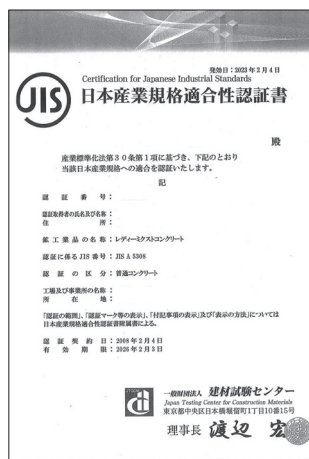 発効日：2023年2月4日
Certification for Japanese Industrial Standards
JIS
日本産業規格適合性認証書
殿
産業標準化法第30条第1項に基づき、下記のとおり
当該日本産業規格への適合を認証いたします。
記
認証番号：
認証取得者の氏名及び名称：
住所：
鉱工業品の名称：レディーミクストコンクリート
認証に係るJIS番号：JIS A 5308
認証の区分：普通コンクリート
工場及び事業所の名称：
所在地：
「認証の範囲」、「認証マーク等の表示」、「付記事項の表示」及び「表示の方法」については
日本産業規格適合性認証書附属書による。
認証契約日：2008年2月4日
有効期限：2026年2月3日
一般財団法人 建材試験センター
Japan Testing Center for Construction Materials
東京都中央区日本橋堀留町1丁目10番15号
理事長 渡辺 宏